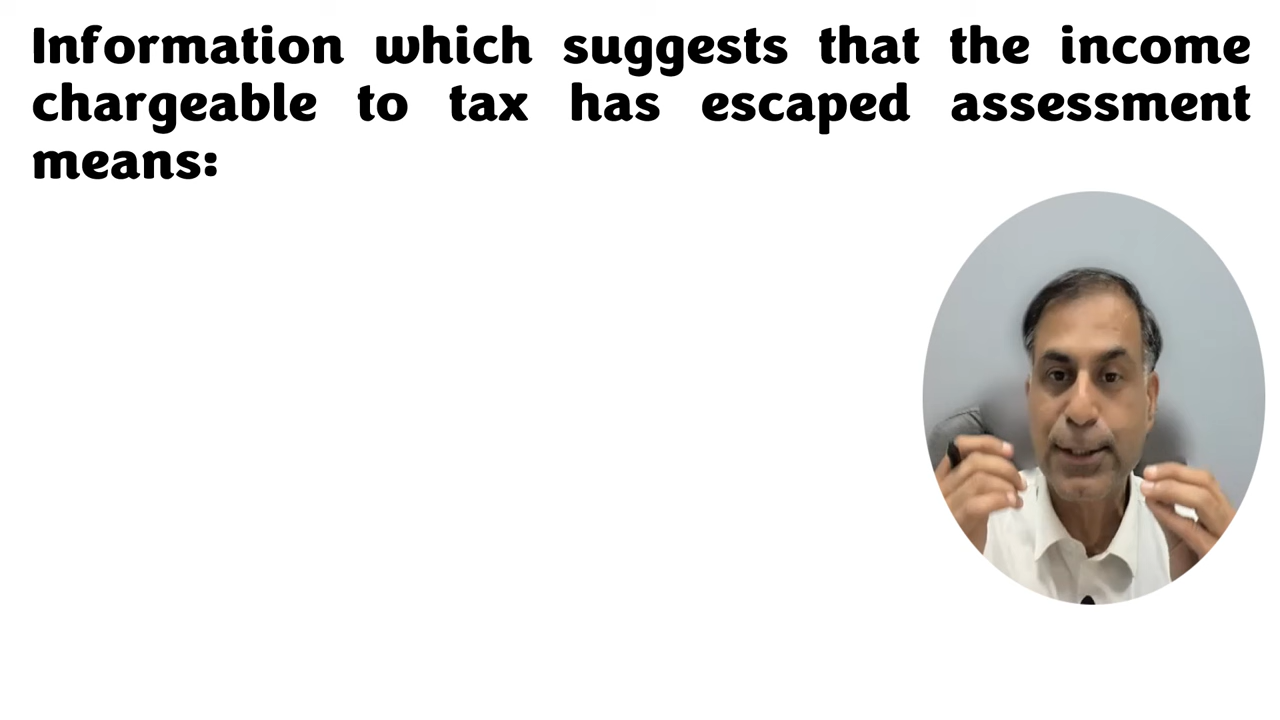 Information which suggests that the income
chargeable to tax has escaped assessment
means: